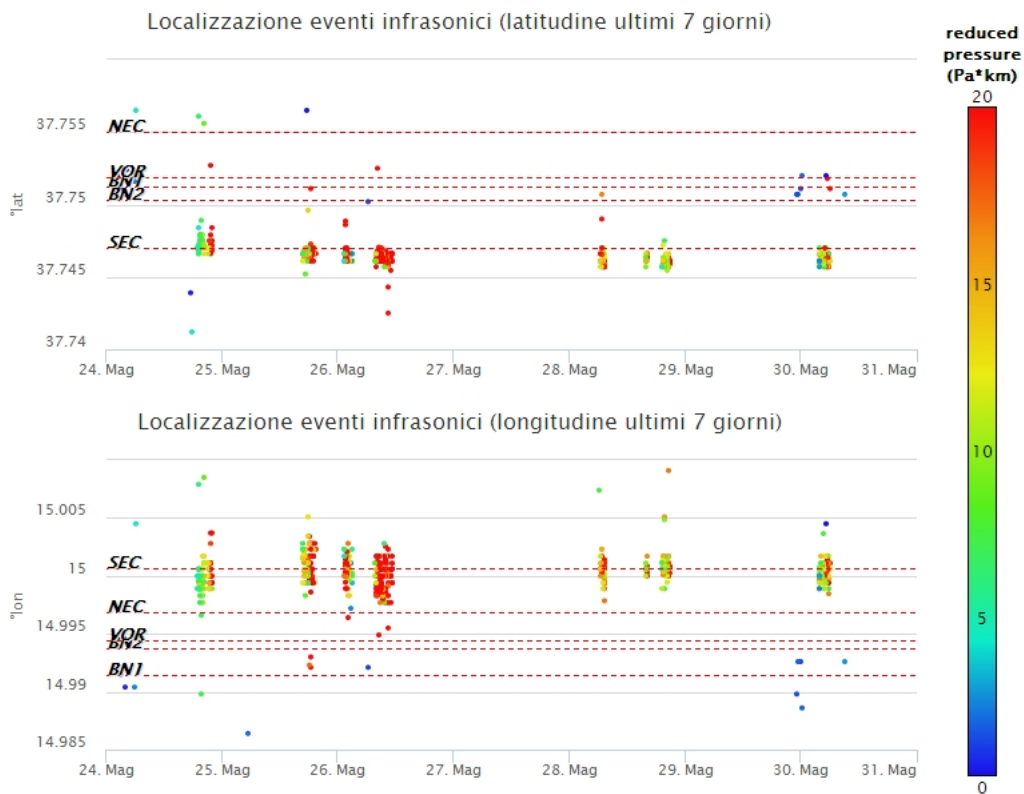 Localizzazione eventi infrasonici (latitudine ultimi 7 giorni)
reduced
pressure
(Pa*km)
20
15
10
5
0
°lat
37.755
37.75
37.745
37.74
NEC
VOR
BN1
BN2
SEC
24. Mag
25. Mag
26. Mag
27. Mag
28. Mag
29. Mag
30. Mag
31. Mag
Localizzazione eventi infrasonici (longitudine ultimi 7 giorni)
°lon
15.005
15
14.995
14.99
14.985
SEC
NEC
VOR
BN2
BN1
24. Mag
25. Mag
26. Mag
27. Mag
28. Mag
29. Mag
30. Mag
31. Mag